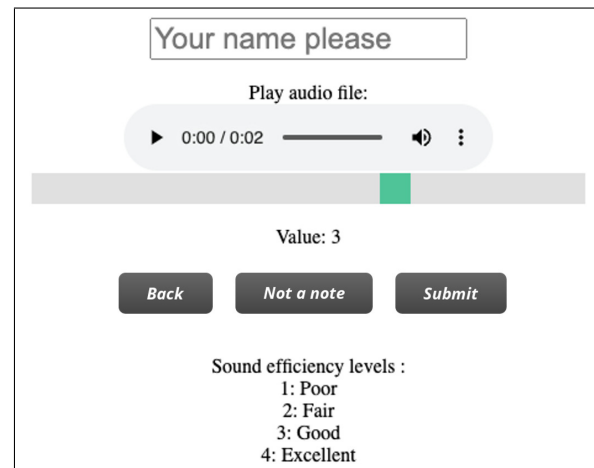 Your name please
Play audio file:
0:00 / 0:02
Value: 3
Back Not a note Submit
Sound efficiency levels :
1: Poor
2: Fair
3: Good
4: Excellent